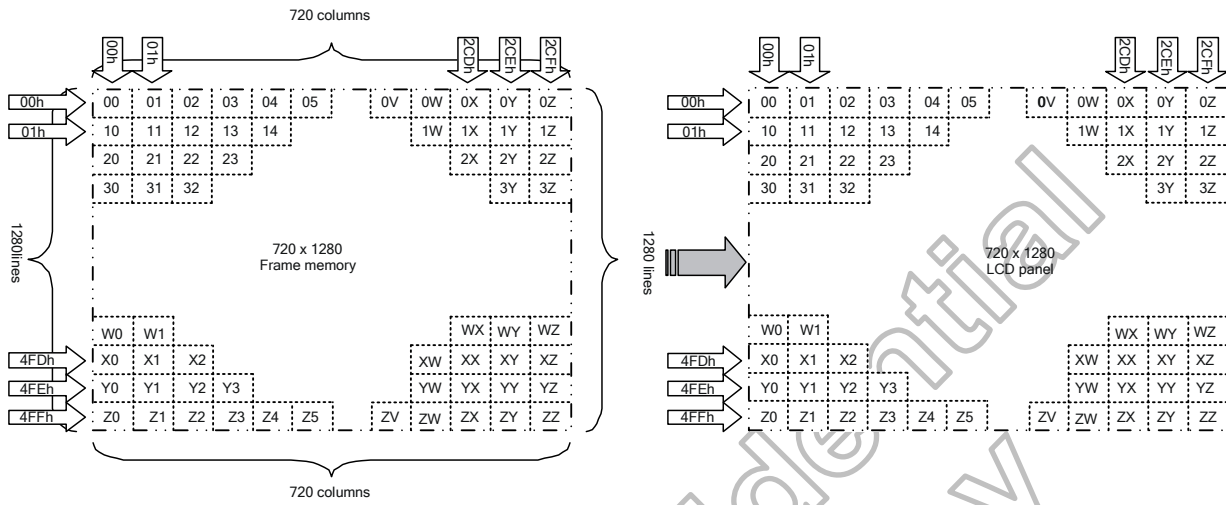 720 columns
00h 01h 2CDh 2CEh 2CFh 00h 01h 2CDh 2CEh 2CFh
00h 00 01 02 03 04 05 0V 0W 0X 0Y 0Z 00h 00 01 02 03 04 05 0V 0W 0X 0Y 0Z
01h 10 11 12 13 14 1W 1X 1Y 1Z 01h 10 11 12 13 14 1W 1X 1Y 1Z
20 21 22 23 2X 2Y 2Z 20 21 22 23 2X 2Y 2Z
30 31 32 3Y 3Z 30 31 32 3Y 3Z
1280lines 720 x 1280 1280 lines 720 x 1280
Frame memory LCD panel
W0 W1 WX WY WZ W0 W1 WX WY WZ
4FDh X0 X1 X2 XW XX XY XZ 4FDh X0 X1 X2 XW XX XY XZ
4FEh Y0 Y1 Y2 Y3 YW YX YY YZ 4FEh Y0 Y1 Y2 Y3 YW YX YY YZ
4FFh Z0 Z1 Z2 Z3 Z4 Z5 ZV ZW ZX ZY ZZ 4FFh Z0 Z1 Z2 Z3 Z4 Z5 ZV ZW ZX ZY ZZ
720 columns